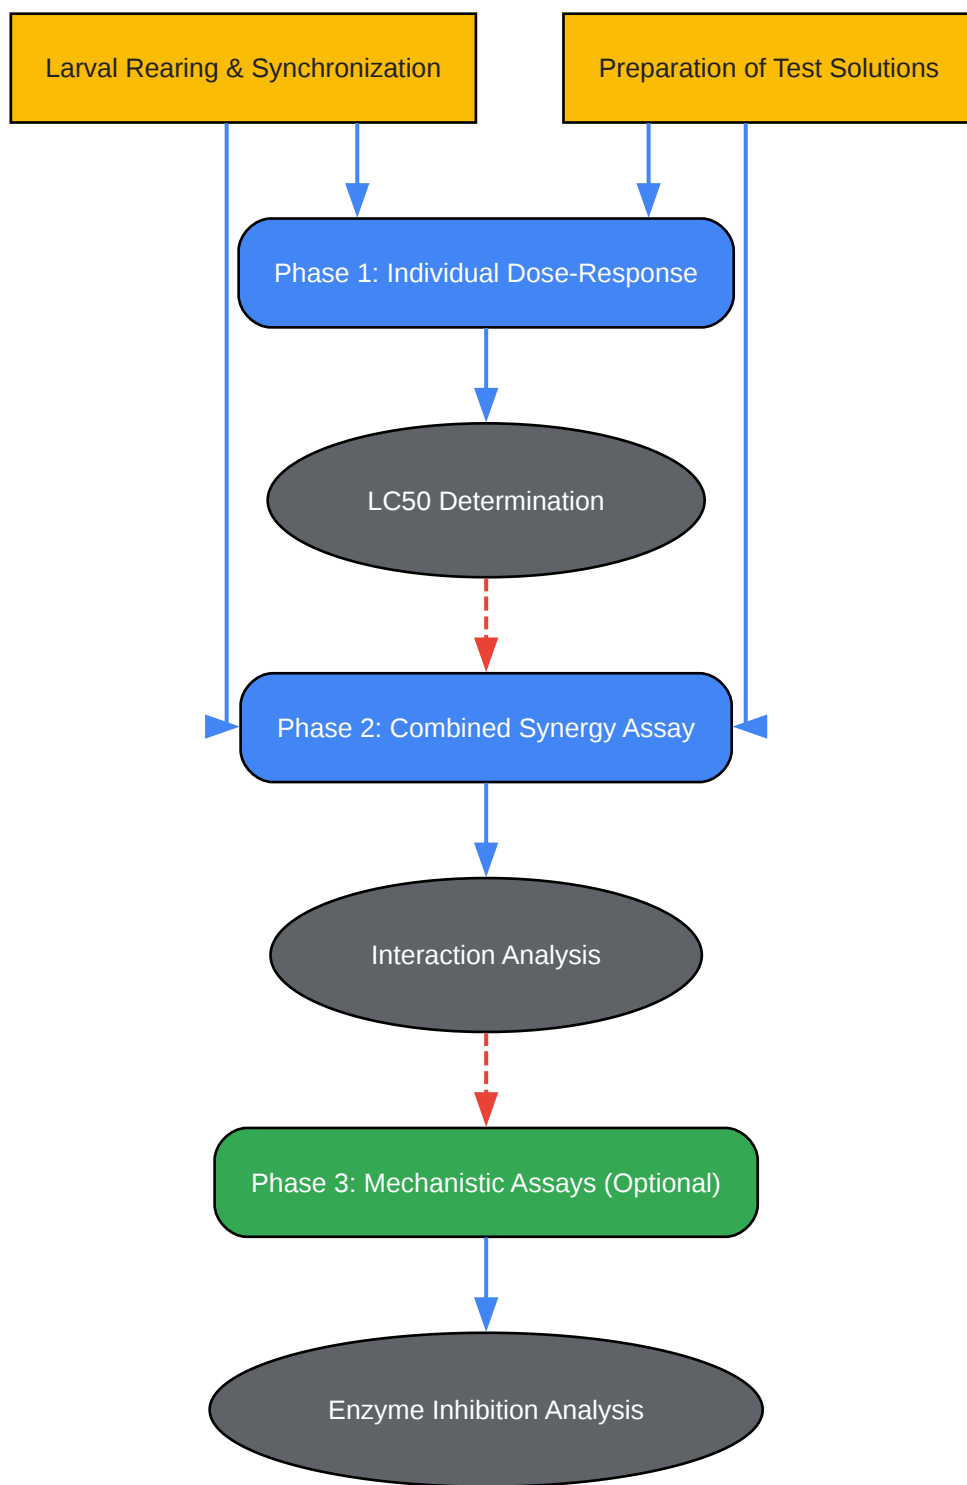 Larval Rearing & Synchronization
Preparation of Test Solutions
Phase 1: Individual Dose-Response
LC50 Determination
Phase 2: Combined Synergy Assay
Interaction Analysis
Phase 3: Mechanistic Assays (Optional)
Enzyme Inhibition Analysis